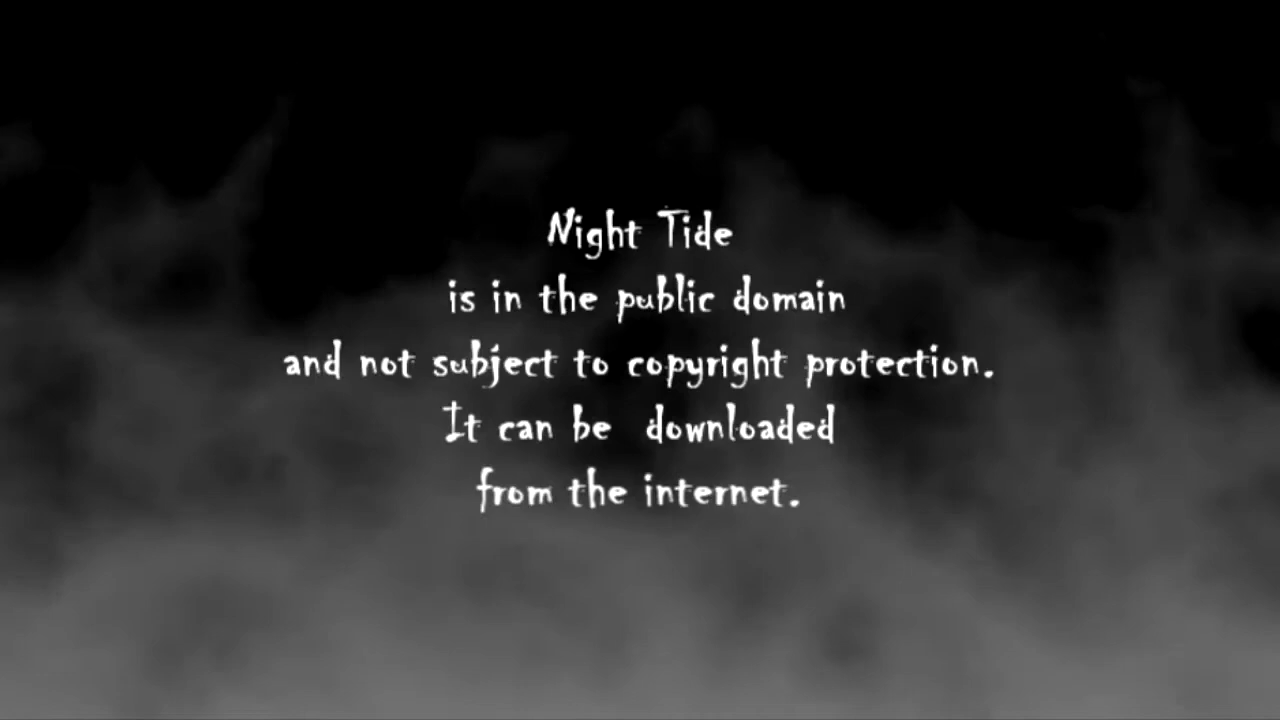 Night Tide
is in the public domain
and not subject to copyright protection.
It can be  downloaded
from the internet.